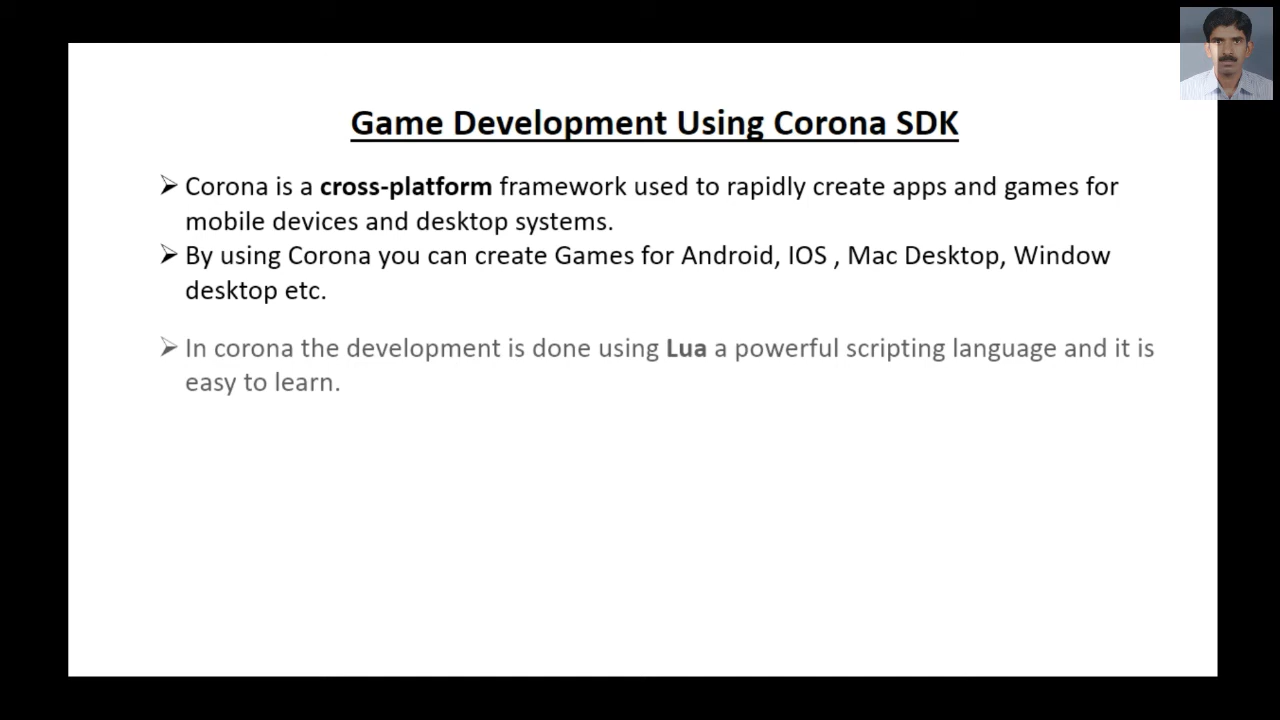 Game Development Using Corona SDK
➢ Corona is a cross-platform framework used to rapidly create apps and games for
mobile devices and desktop systems.
➢ By using Corona you can create Games for Android, IOS , Mac Desktop, Window
desktop etc.
➢ In corona the development is done using Lua a powerful scripting language and it is
easy to learn.